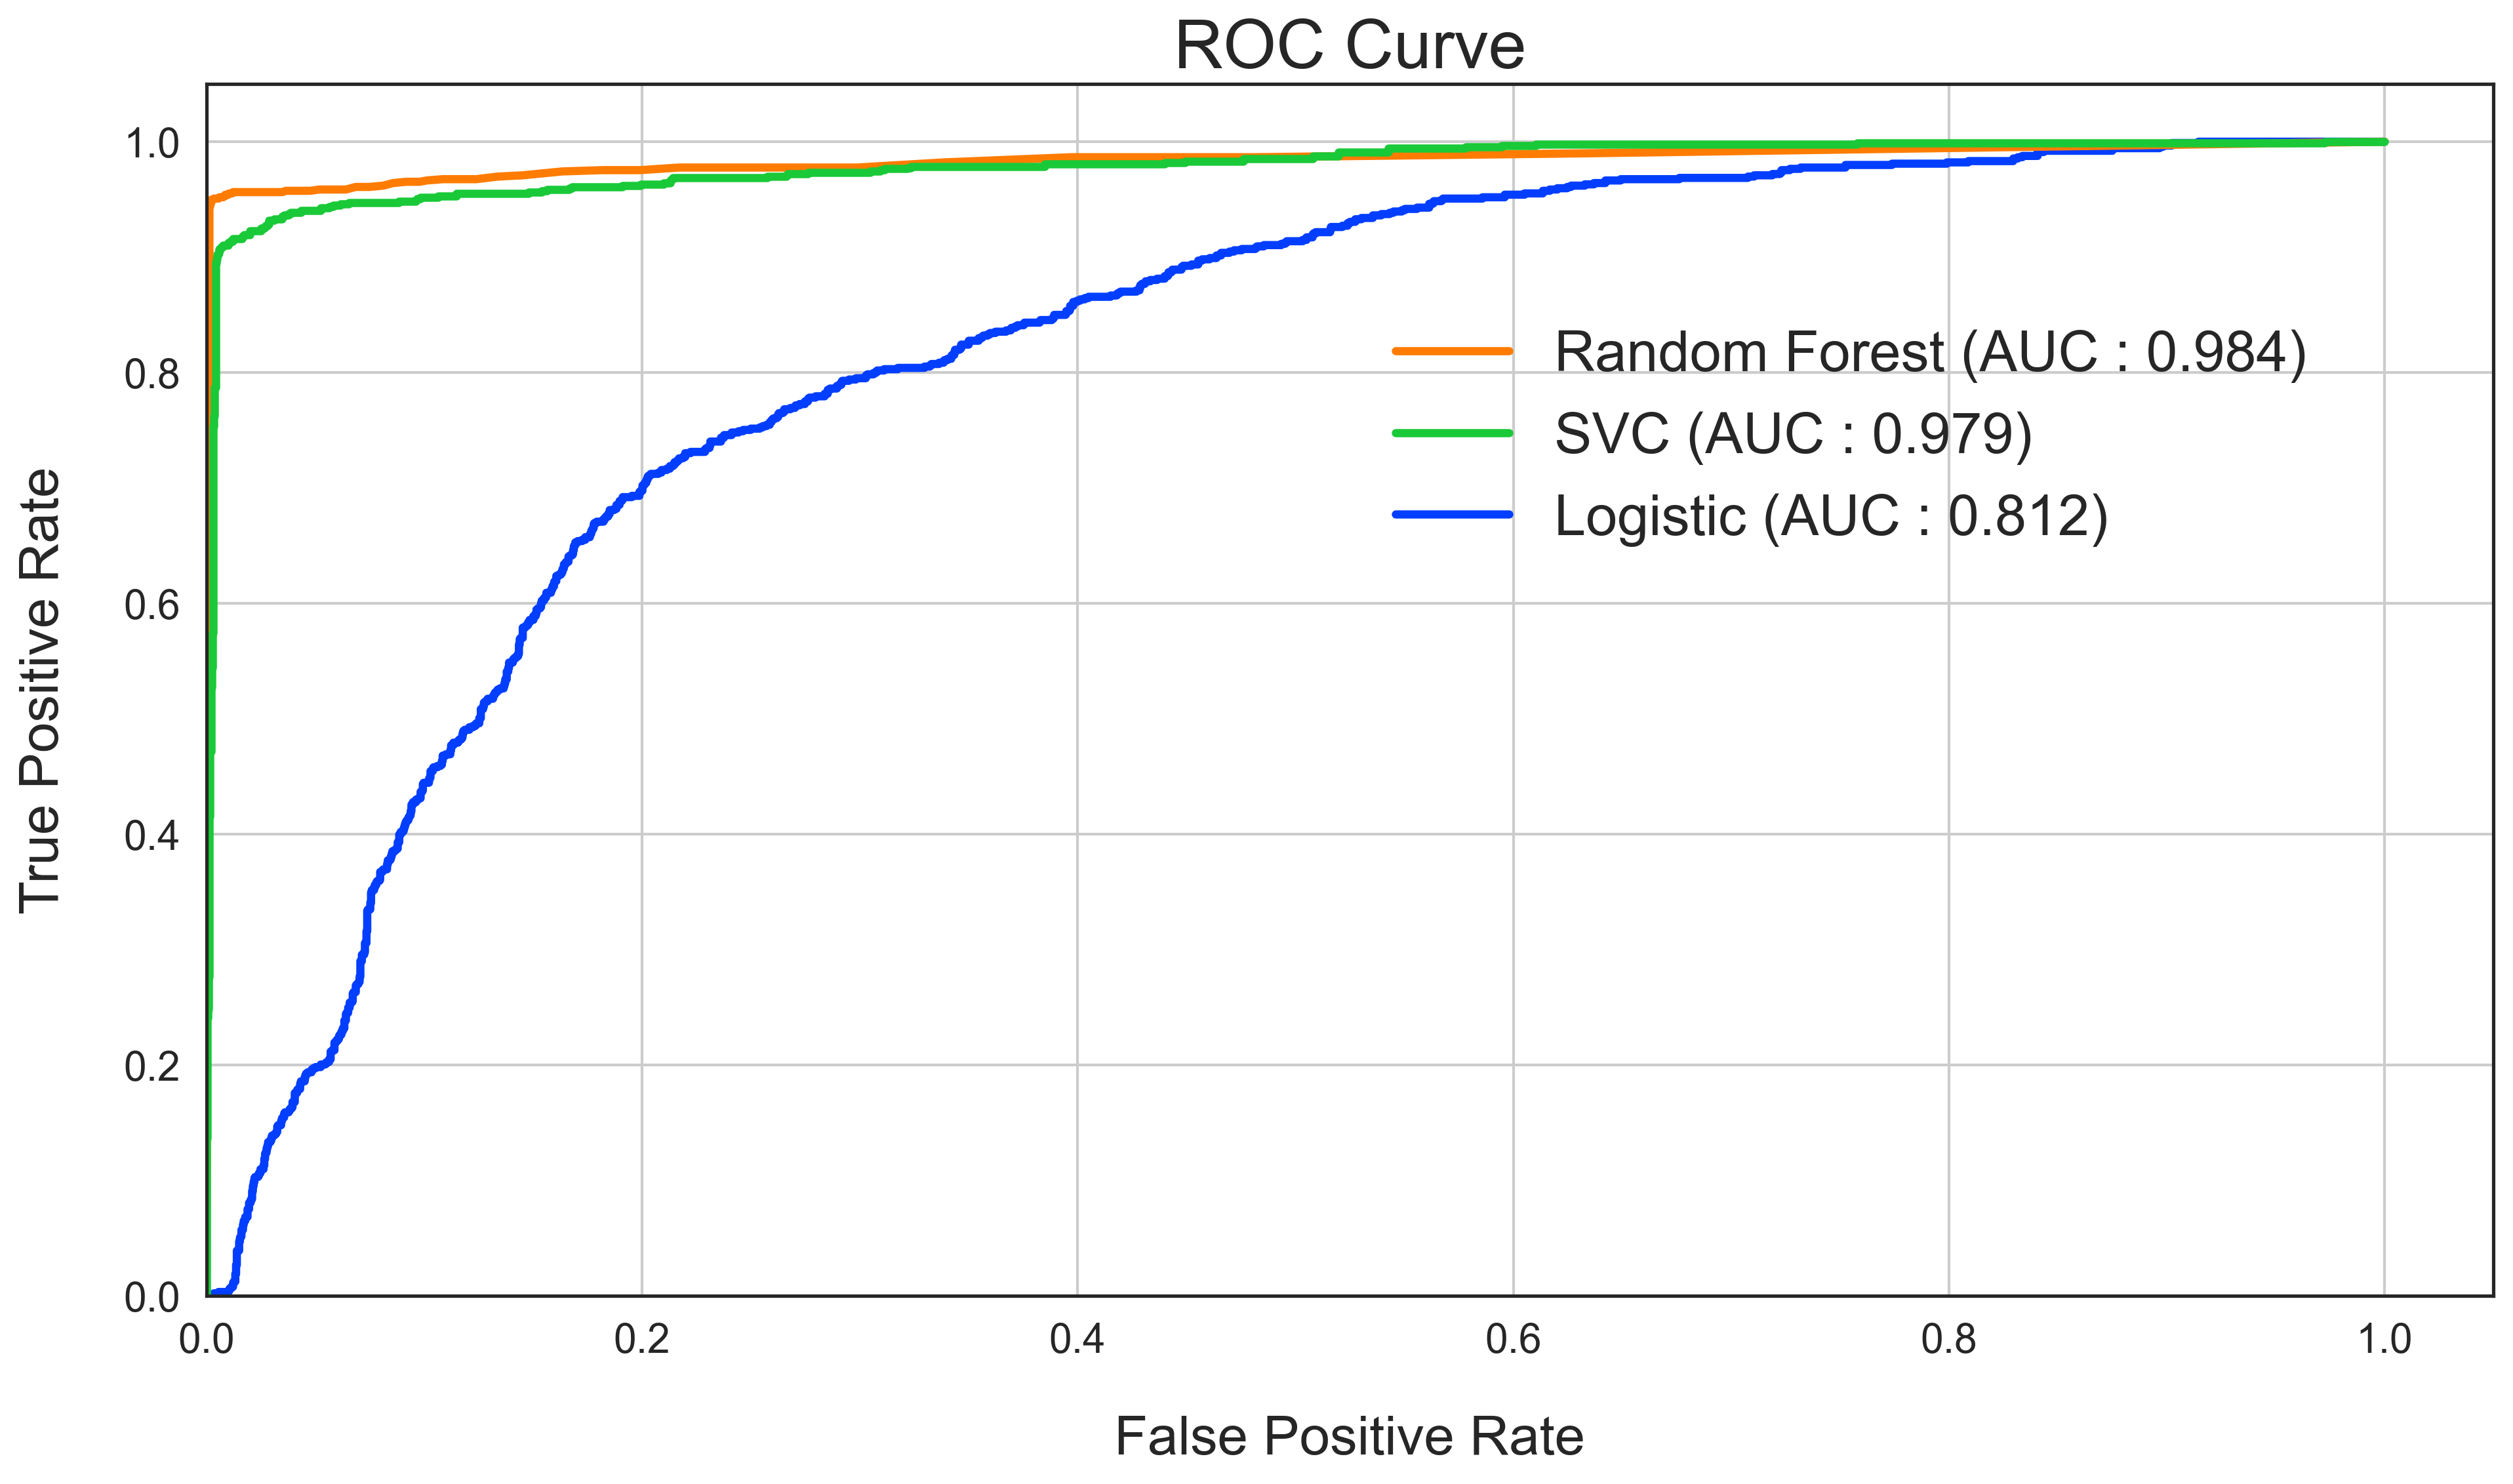 ROC Curve
True Positive Rate
1.0
0.8
0.6
0.4
0.2
0.0
Random Forest (AUC : 0.984)
SVC (AUC : 0.979)
Logistic (AUC : 0.812)
0.0 0.2 0.4 0.6 0.8 1.0
False Positive Rate